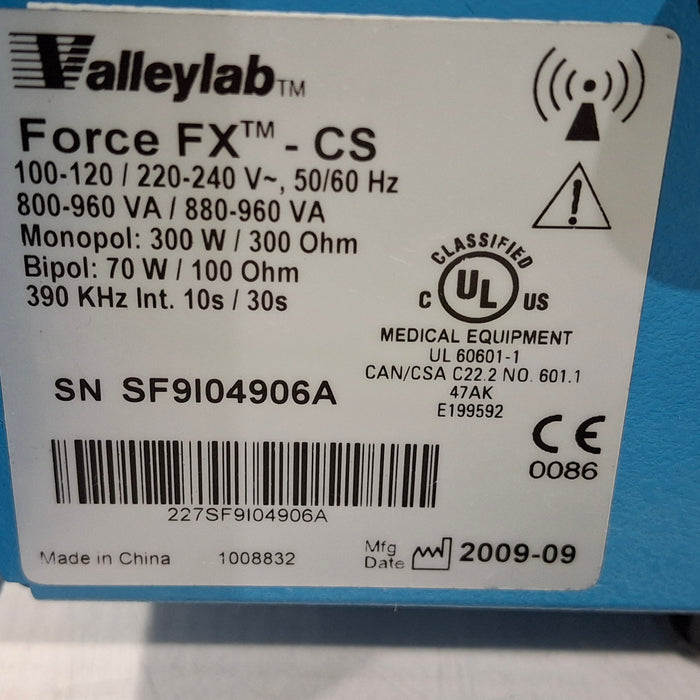 Valleylab™
Force FX™ - CS
100-120 / 220-240 V~, 50/60 Hz
800-960 VA / 880-960 VA
Monopol: 300 W / 300 Ohm
Bipol: 70 W / 100 Ohm
390 KHz Int. 10s / 30s
CLASSIFIED
C UL US
MEDICAL EQUIPMENT
UL 60601-1
CAN/CSA C22.2 NO. 601.1
47AK
E199592
SN SF9I04906A
CE
0086
227SF9I04906A
Made in China 1008832
Mfg Date 2009-09